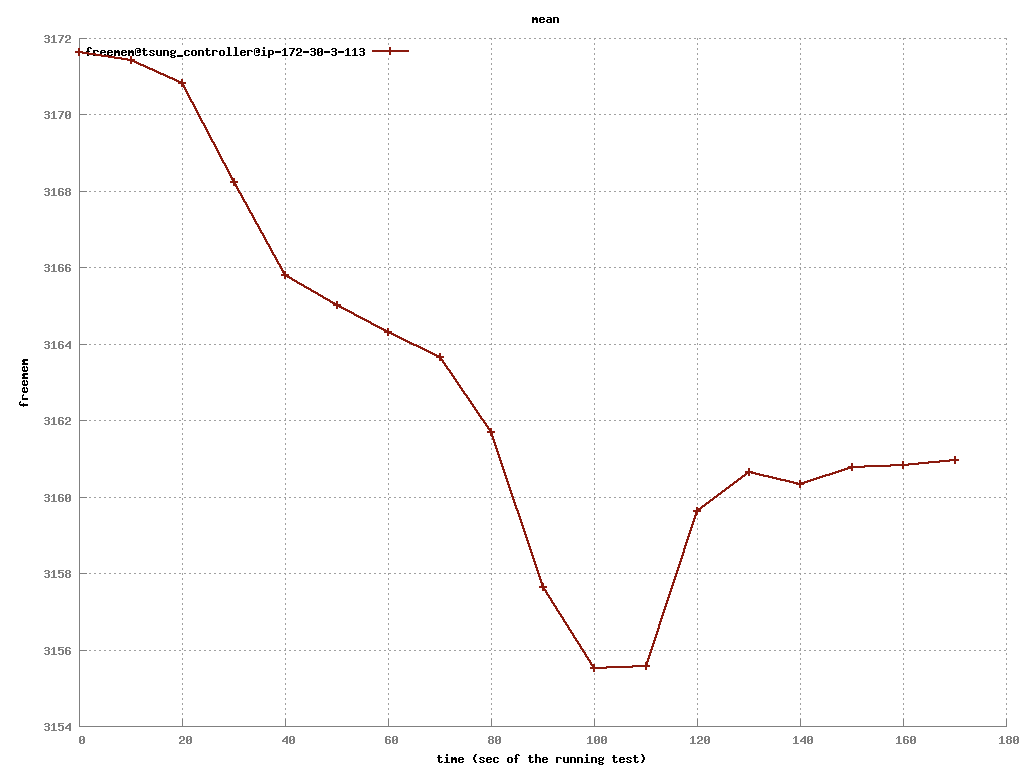 mean
freemem@tsung_controller@ip-172-30-3-113
3172
3170
3168
3166
3164
3162
3160
3158
3156
3154
freemem
0 20 40 60 80 100 120 140 160 180
time (sec of the running test)